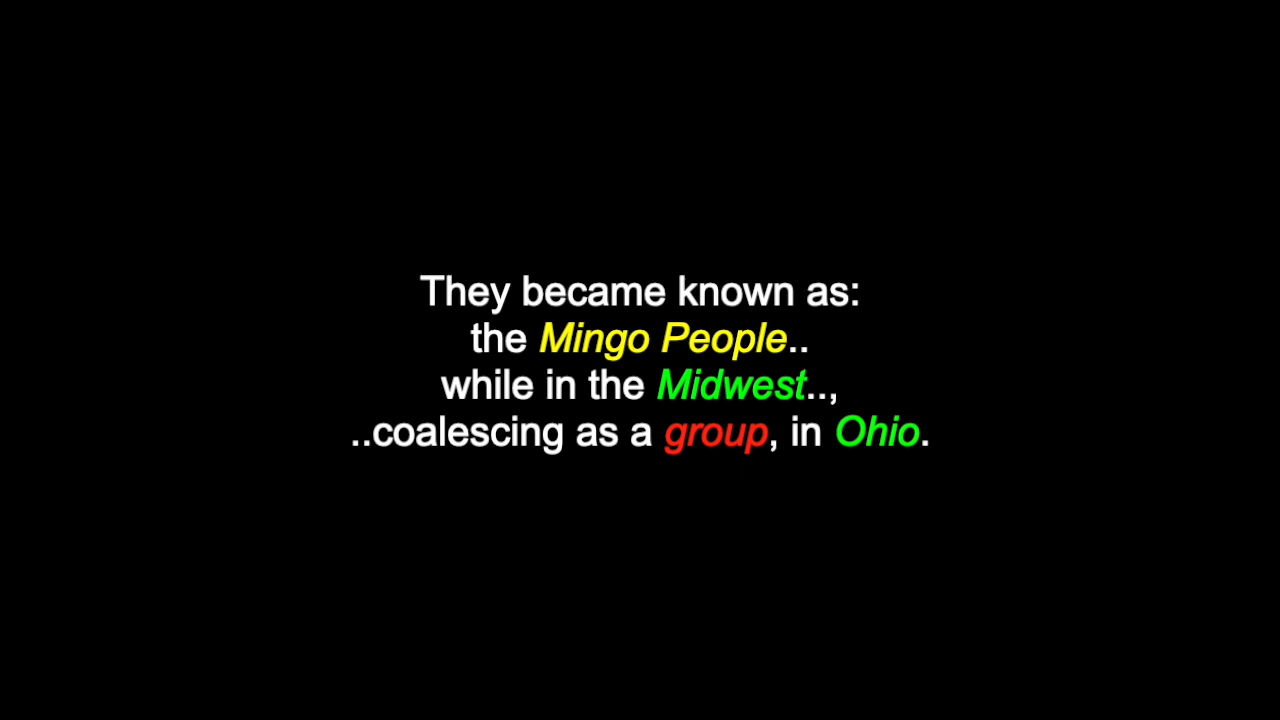 They became known as:
the Mingo People..
while in the Midwest..,
..coalescing as a group, in Ohio.